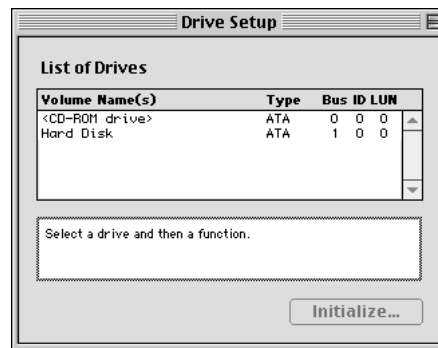 Drive Setup
List of Drives
Volume Name(s) Type Bus ID LUN
<CD-ROM drive> ATA 0 0 0
Hard Disk ATA 1 0 0
Select a drive and then a function.
Initialize...